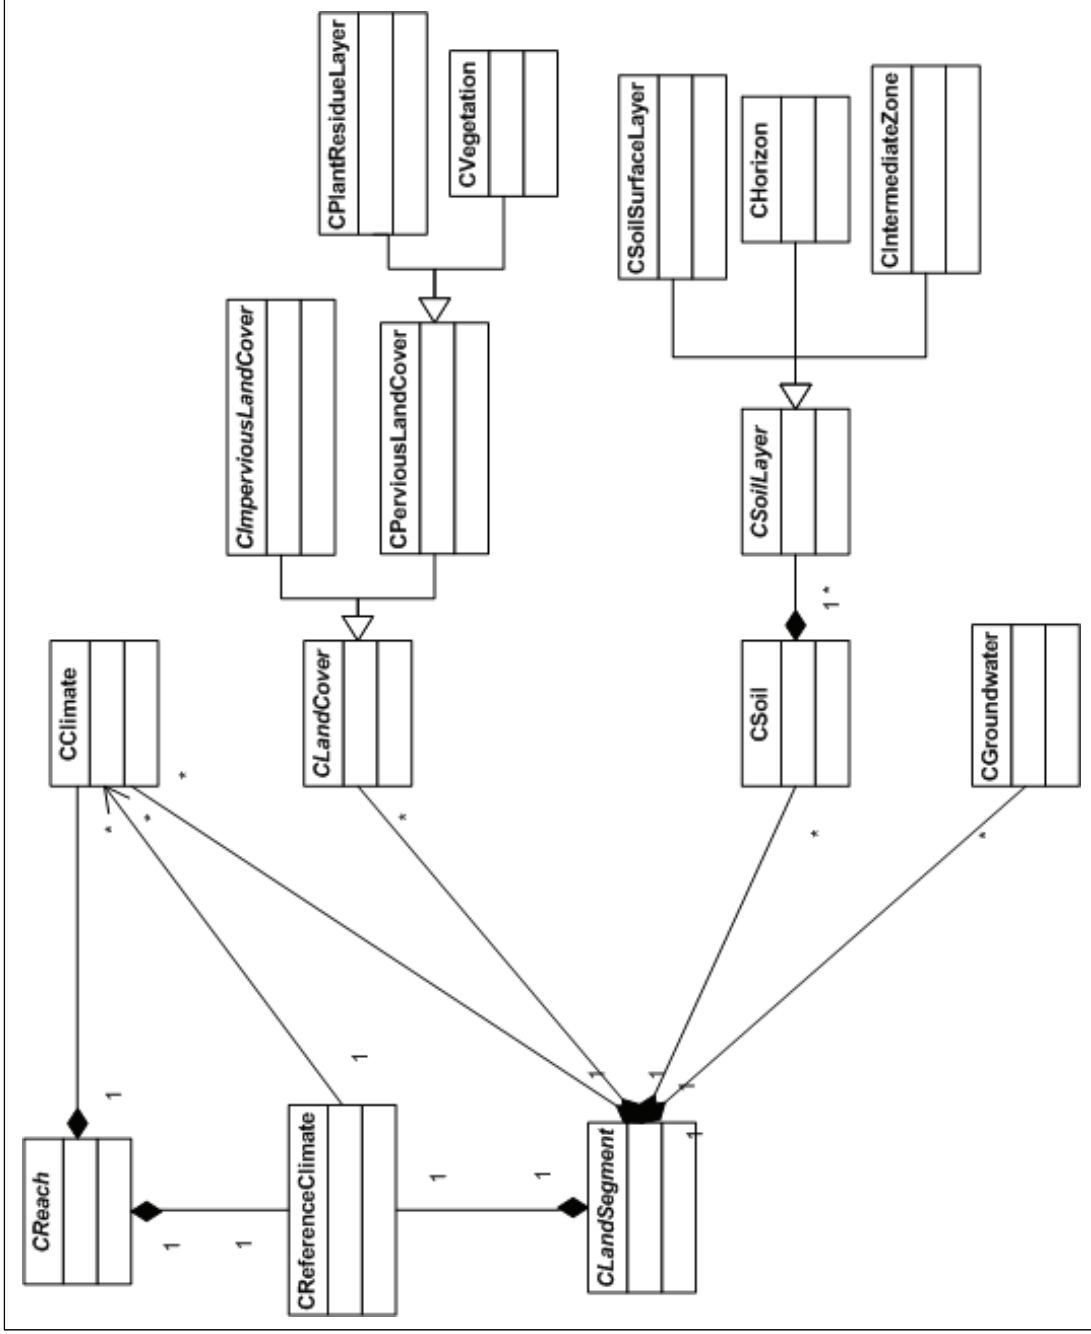 CReach
CClimate
1
*
*
*
1
1
CImperviousLandCover
CReferenceClimate
CLandCover
CPlantResidueLayer
1
CPerviousLandCover
*
1
CVegetation
1
1
CLandSegment
CSoilSurfaceLayer
1
1
1
CSoil
CSoilLayer
CHorizon
*
1 *
CIntermediateZone
*
CGroundwater